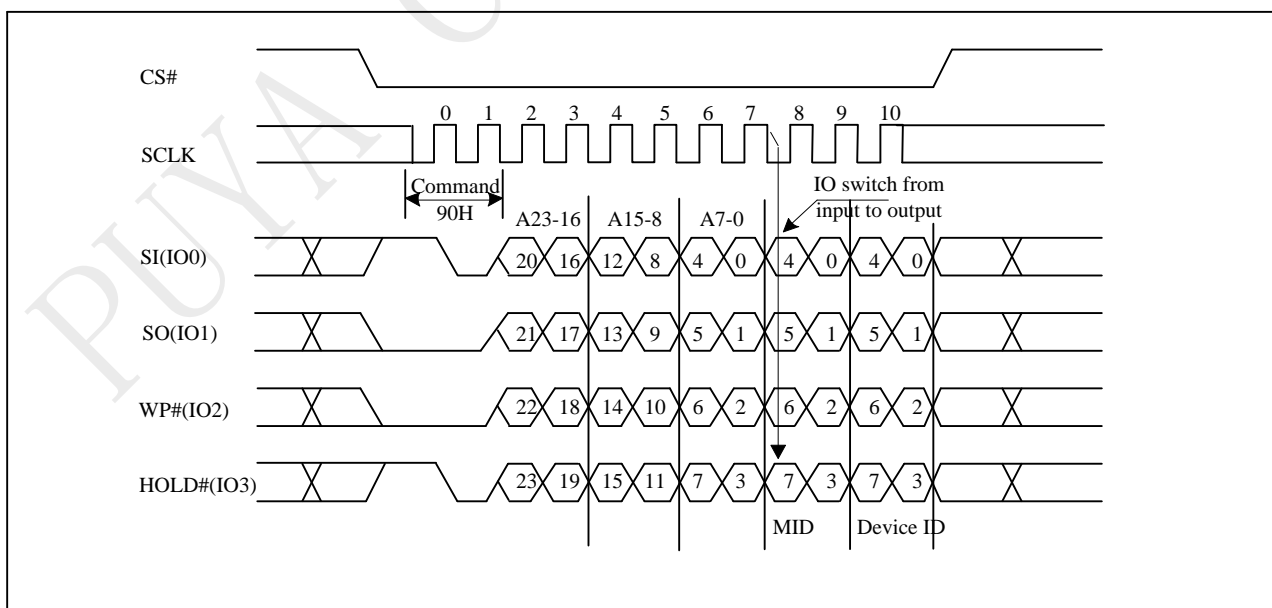 PUYA
CS#
0 1 2 3 4 5 6 7 8 9 10
SCLK
Command
90H
IO switch from
input to output
A23-16 A15-8 A7-0
SI(IO0) 20 16 12 8 4 0 4 0 4 0
SO(IO1) 21 17 13 9 5 1 5 1 5 1
WP#(IO2) 22 18 14 10 6 2 6 2 6 2
HOLD#(IO3) 23 19 15 11 7 3 7 3 7 3
MID Device ID